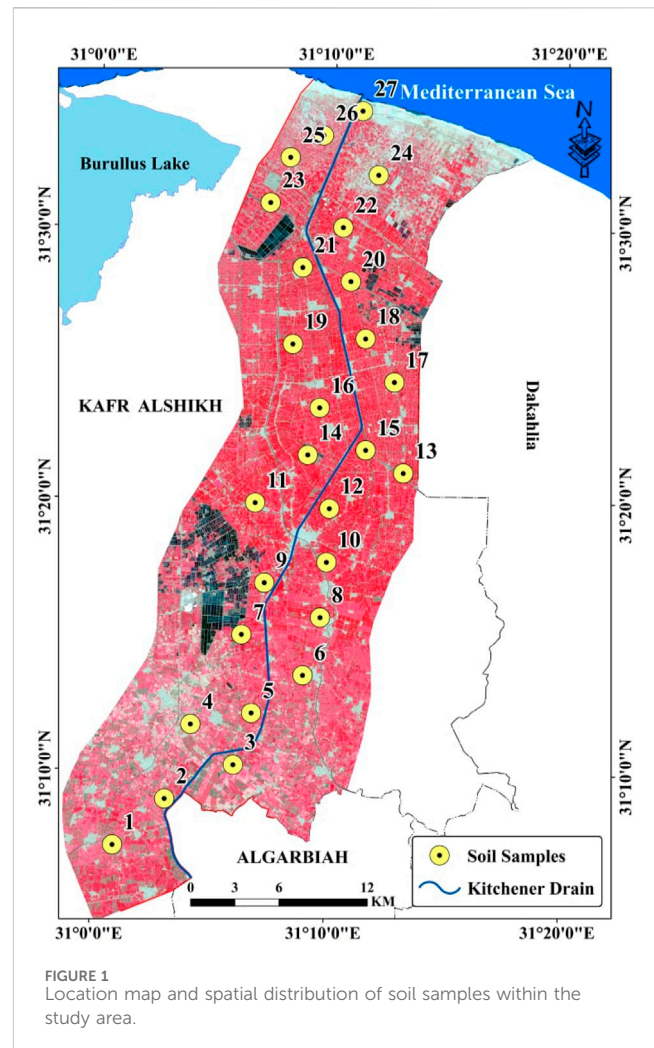 31°0'0"E
31°10'0"E
31°20'0"E
27
Mediterranean Sea
26
25
N
Burullus Lake
24
23
22
31°30'0"N
31°30'0"N
21
20
19
18
17
KAFR ALSHIKH
16
Dakahlia
14
15
13
11
12
31°20'0"N
31°20'0"N
10
9
8
7
6
5
4
3
31°10'0"N
31°10'0"N
2
1
ALGARBIAH
Soil Samples
Kitchener Drain
0 3 6 12
KM
31°0'0"E
31°10'0"E
31°20'0"E
FIGURE 1
Location map and spatial distribution of soil samples within the
study area.